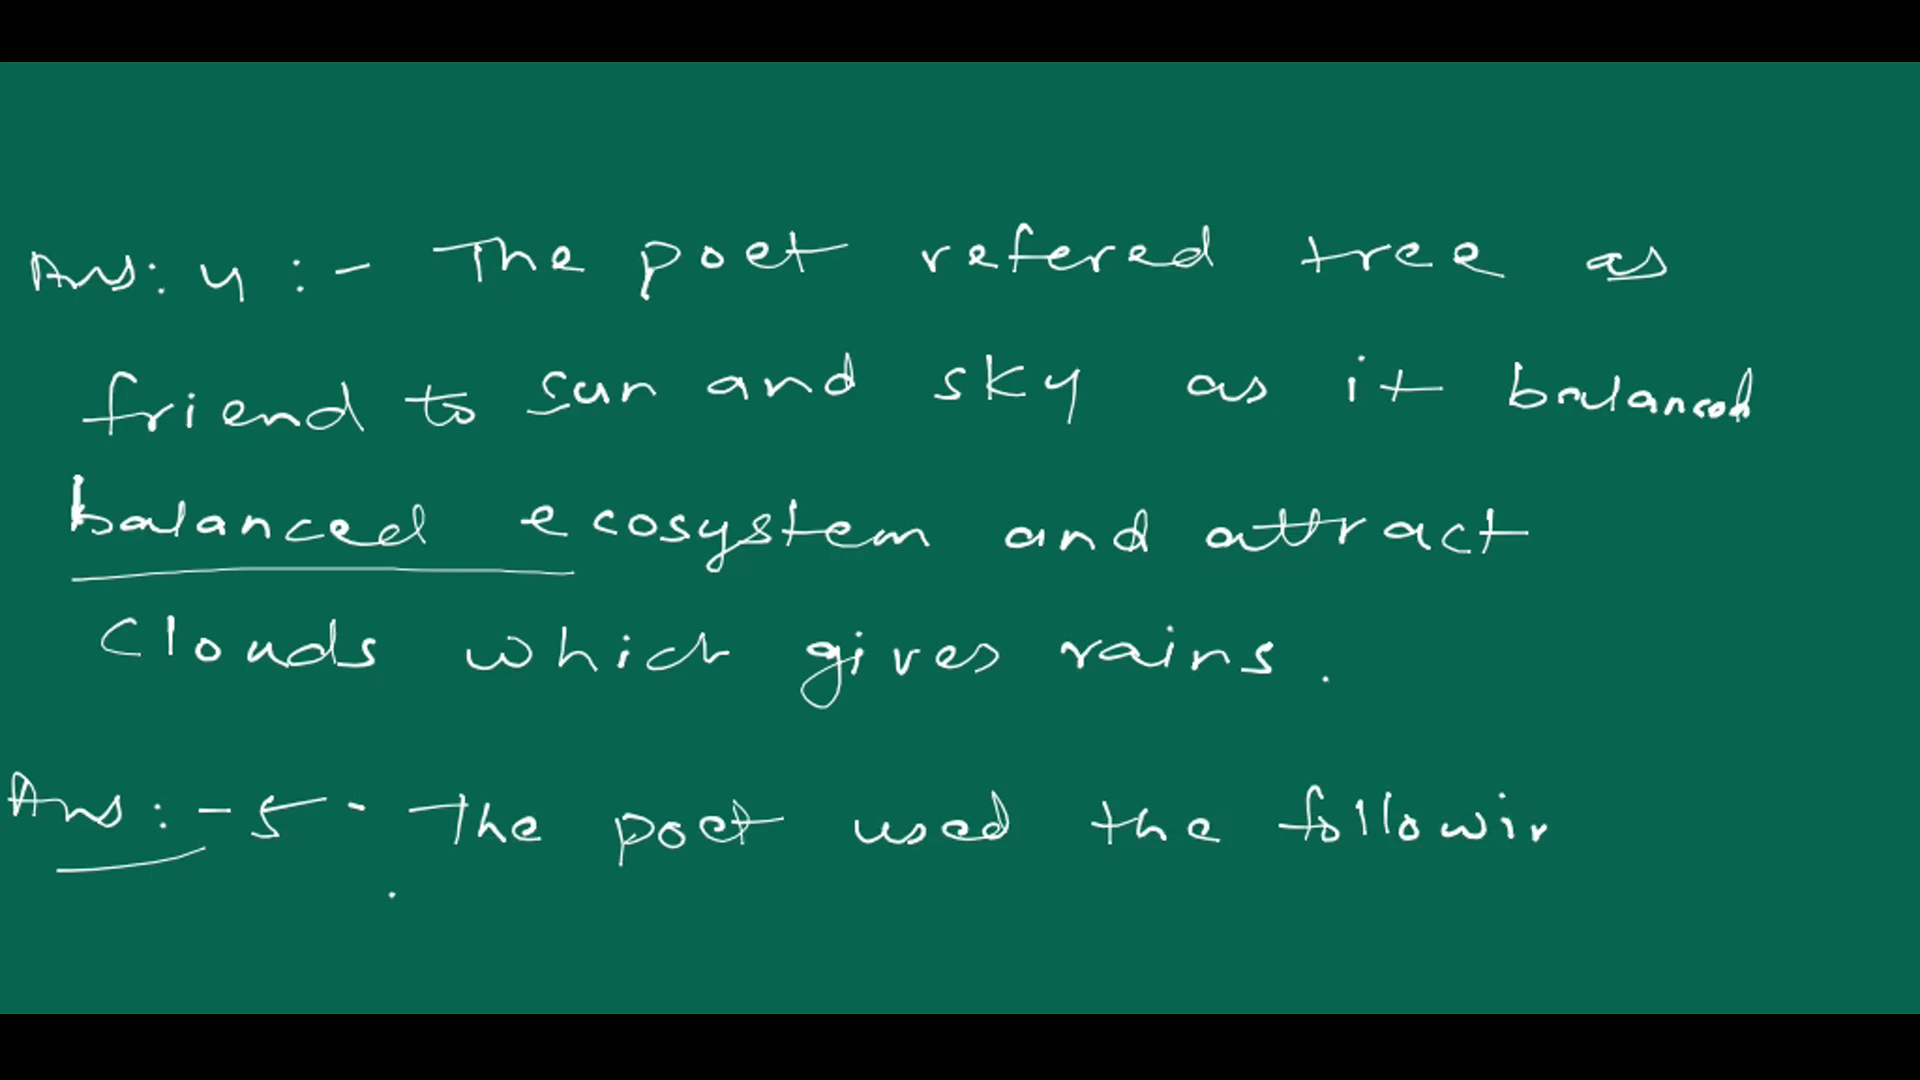 Ans: 4 :- The poet refered tree as
friend to sun and sky as it balanced
balanced ecosystem and attract
clouds which gives rains.
Ans :- 5- The poet used the followin